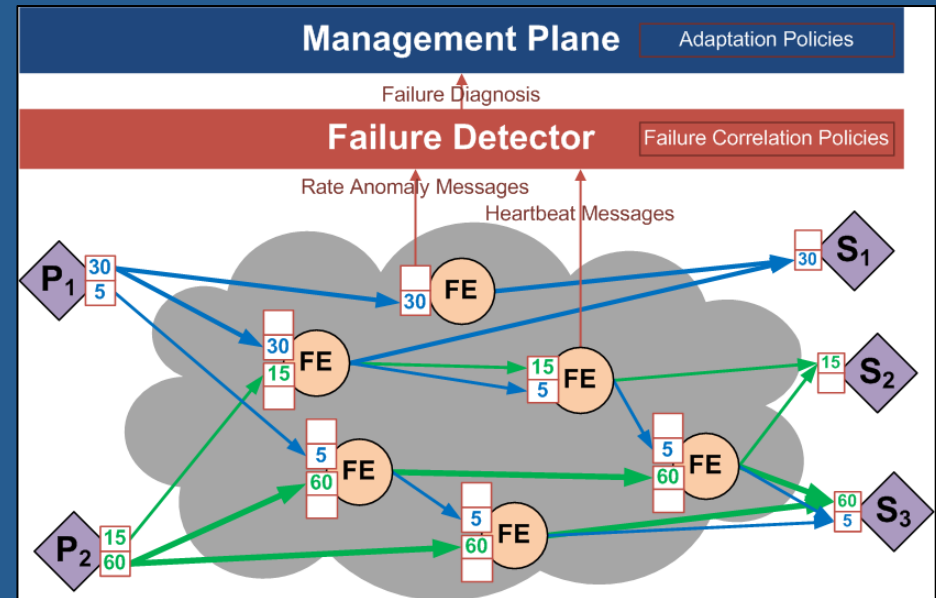 Management Plane
Adaptation Policies
Failure Diagnosis
Failure Detector
Failure Correlation Policies
Rate Anomaly Messages
Heartbeat Messages
P1
30
5
30
FE
30
S1
30
15
FE
15
5
FE
15
S2
5
60
FE
5
60
FE
60
5
S3
P2
15
60
5
60
FE